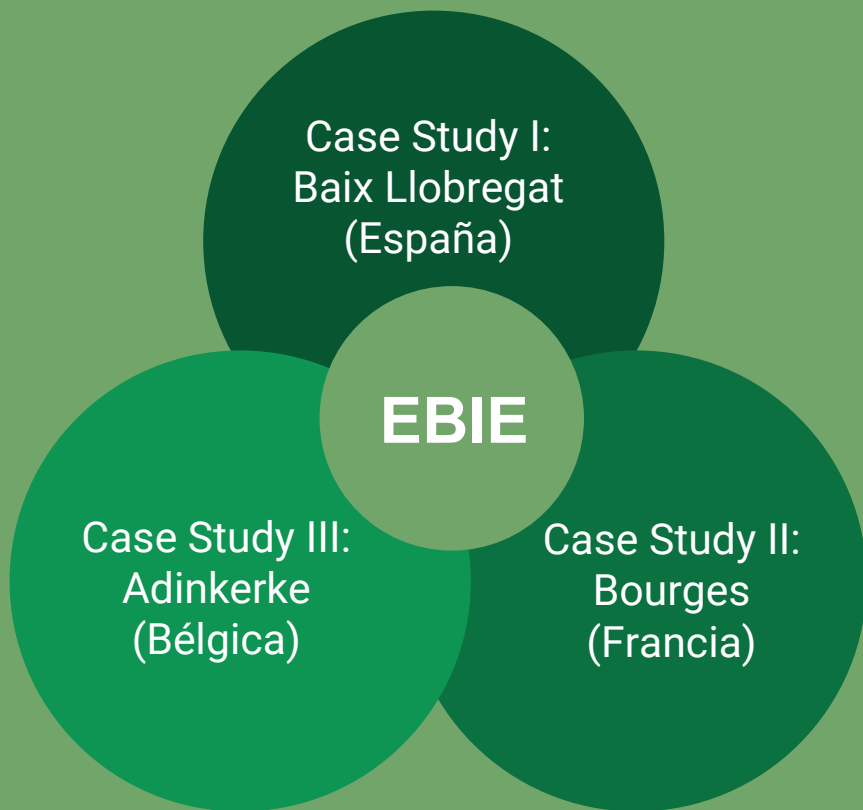 Case Study I:
Baix Llobregat
(España)
EBIE
Case Study III:
Adinkerke
(Bélgica)
Case Study II:
Bourges
(Francia)